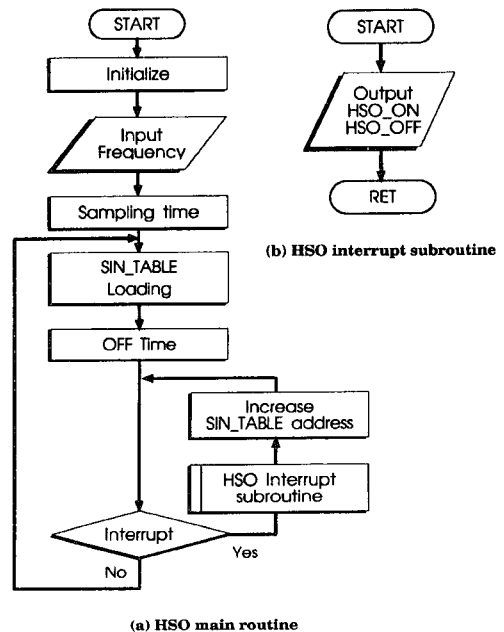 START
Initialize
Input
Frequency
Sampling time
SIN_TABLE
Loading
OFF Time
Increase
SIN_TABLE address
HSO Interrupt
subroutine
Interrupt
Yes
No
(a) HSO main routine
START
Output
HSO_ON
HSO_OFF
RET
(b) HSO interrupt subroutine